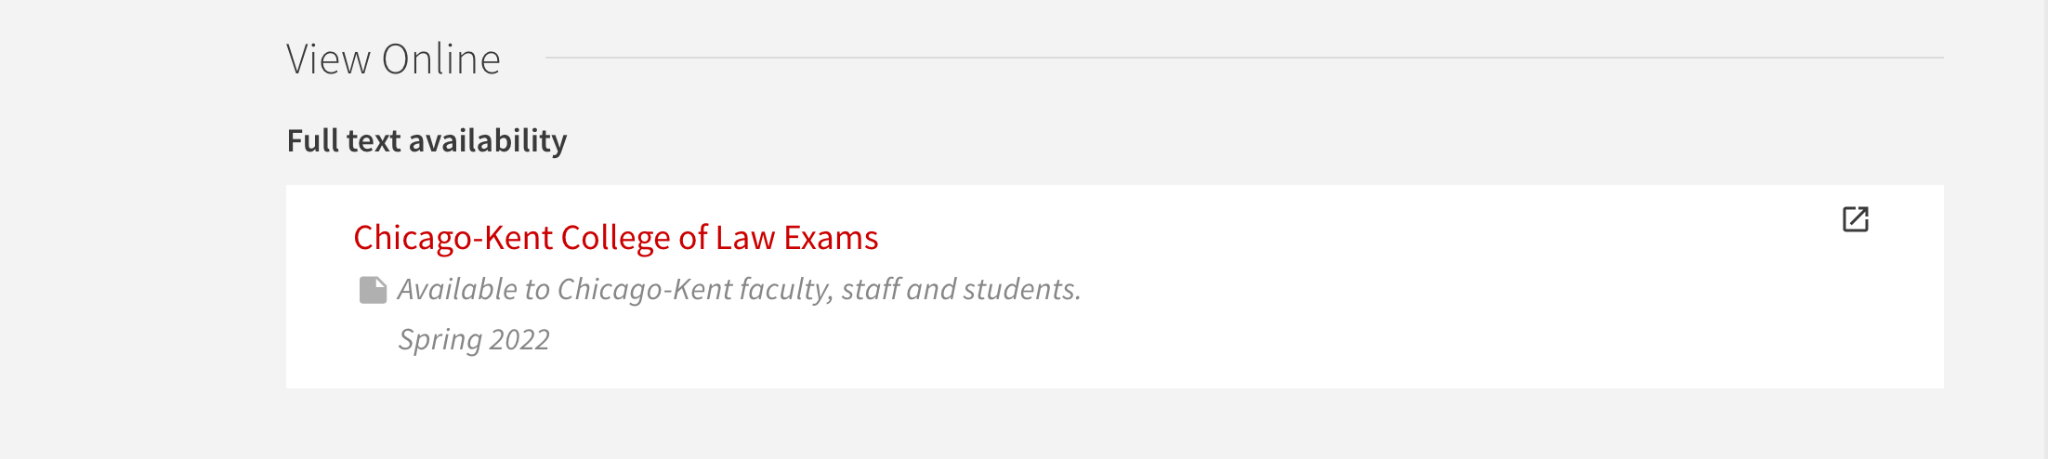 View Online
Full text availability
Chicago-Kent College of Law Exams
Available to Chicago-Kent faculty, staff and students.
Spring 2022